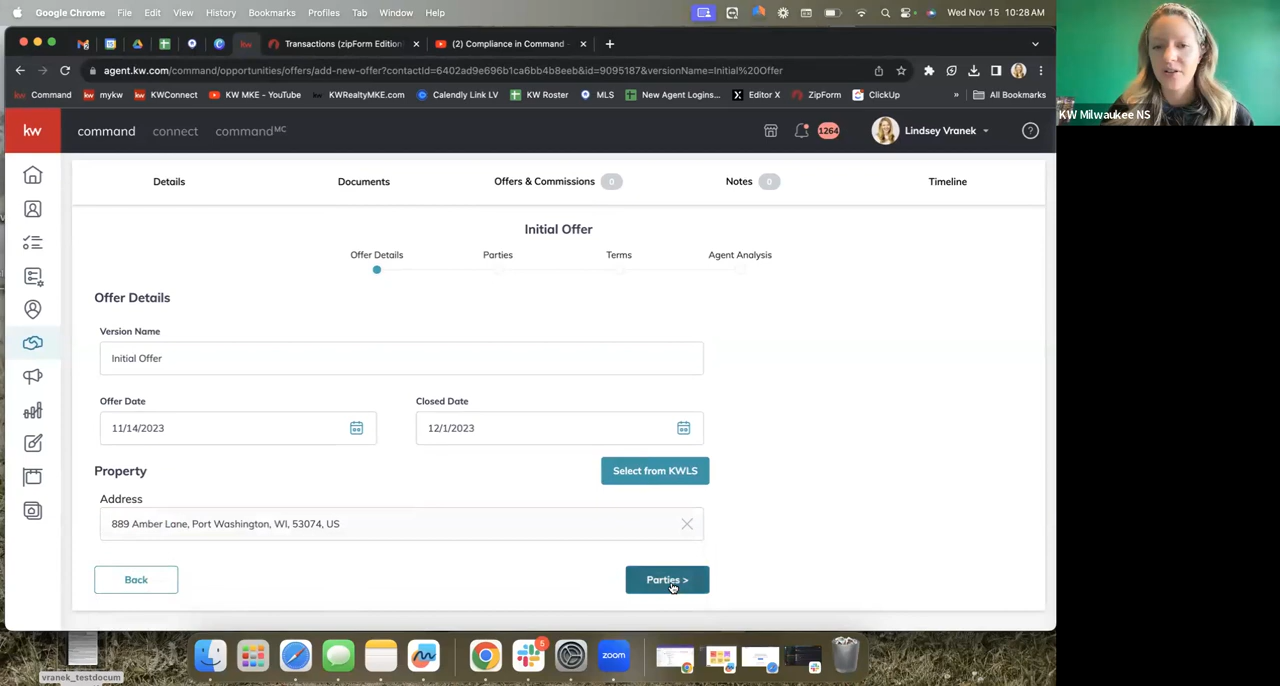 Google Chrome File Edit View History Bookmarks Profiles Tab Window Help Wed Nov 15 10:28 AM
Transactions (zipForm Edition) (2) Compliance in Command -
agent.kw.com/command/opportunities/offers/add-new-offer?contactId=6402ad9e696b1ca6bb4b8eeb&id=9095187&versionName=Initial%20Offer
Command mykw KWConnect KW MKE - YouTube KWRealtyMKE.com Calendly Link LV KW Roster MLS New Agent Logins... Editor X ZipForm ClickUp » All Bookmarks
KW Milwaukee NS
kw command connect commandMC 1264 Lindsey Vranek
Details Documents Offers & Commissions 0 Notes 0 Timeline
Initial Offer
Offer Details Parties Terms Agent Analysis
Offer Details
Version Name
Initial Offer
Offer Date Closed Date
11/14/2023 12/1/2023
Property Select from KWLS
Address
889 Amber Lane, Port Washington, WI, 53074, US
Back Parties >
5
zoom
vranek_testdocum